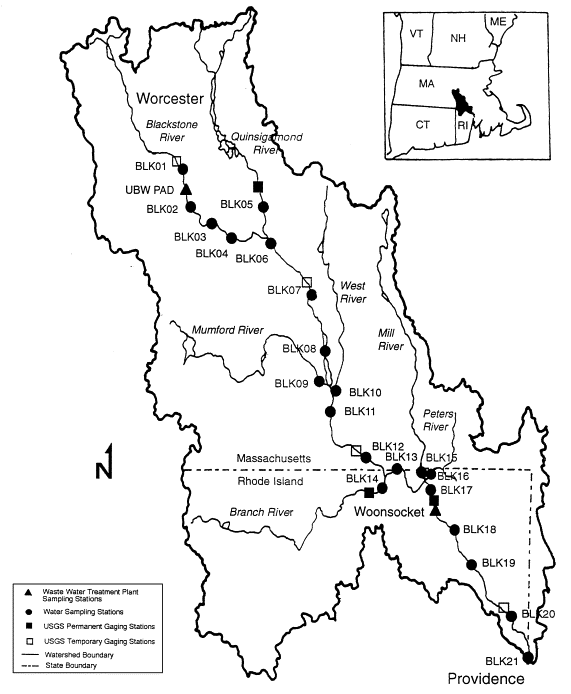 VT
NH
ME
MA
CT
RI
Worcester
Blackstone
River
Quinsigamond
River
BLK01
UBW PAD
BLK02
BLK05
BLK03
BLK04
BLK06
BLK07
West
River
Mumford River
Mill
River
BLK08
BLK09
BLK10
BLK11
Peters
River
N
BLK12
Massachusetts
BLK13
BLK15
BLK16
Rhode Island
BLK14
BLK17
Branch River
Woonsocket
BLK18
BLK19
Waste Water Treatment Plant
Sampling Stations
Water Sampling Stations
USGS Permanent Gaging Stations
USGS Temporary Gaging Stations
Watershed Boundary
State Boundary
BLK20
BLK21
Providence